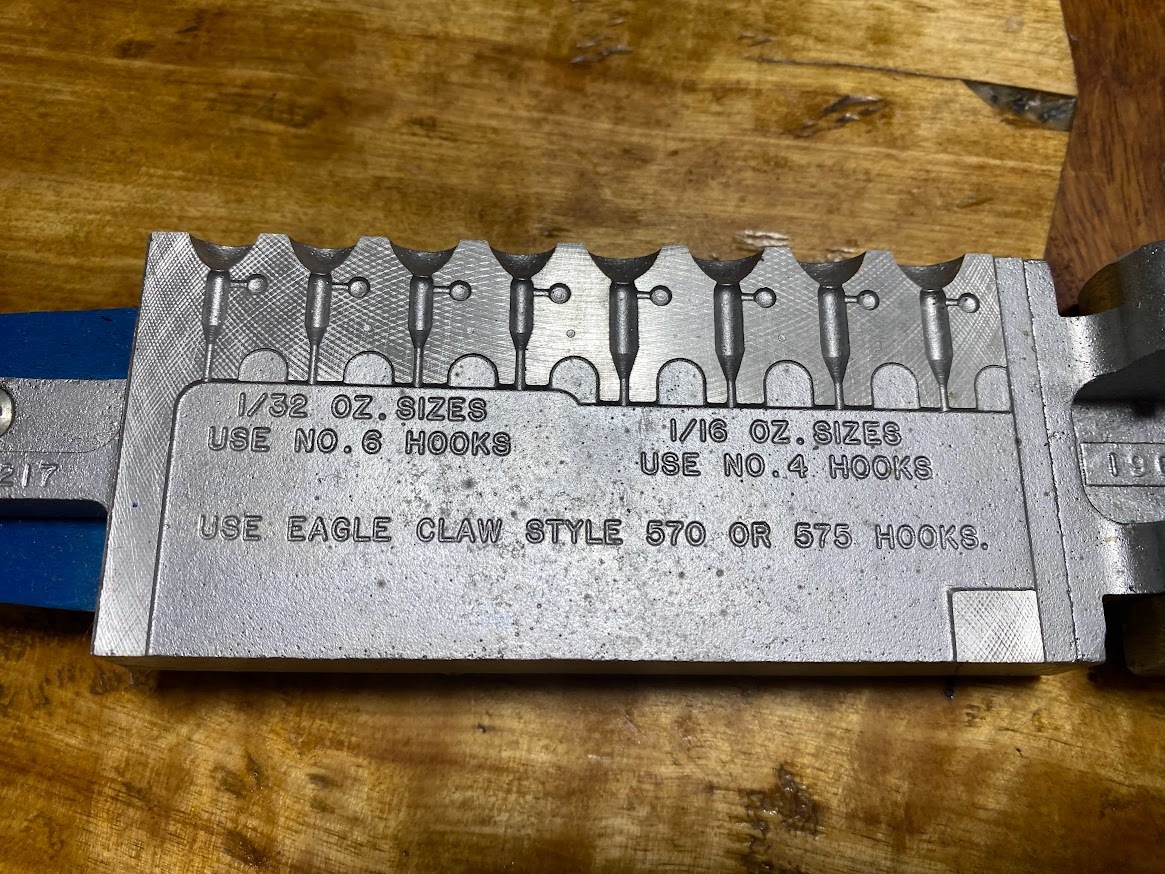 1/32 OZ. SIZES
USE NO. 6 HOOKS
1/16 OZ. SIZES
USE NO. 4 HOOKS
217
USE EAGLE CLAW STYLE 570 OR 575 HOOKS.